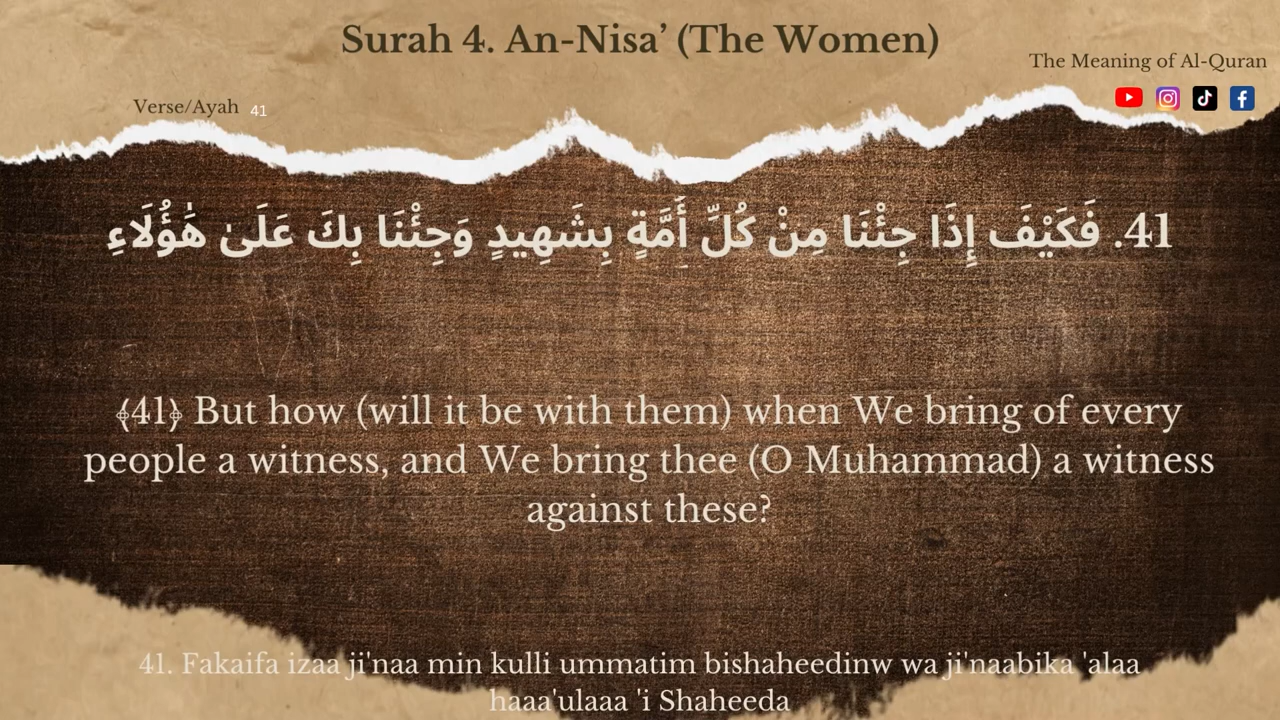 Surah 4. An-Nisa’ (The Women)
The Meaning of Al-Quran
Verse/Ayah 41
41. فَكَيْفَ إِذَا جِئْنَا مِنْ كُلِّ أُمَّةٍ بِشَهِيدٍ وَجِئْنَا بِكَ عَلَىٰ هَٰؤُلَاءِ
﴾41﴿ But how (will it be with them) when We bring of every
people a witness, and We bring thee (O Muhammad) a witness
against these?
41. Fakaifa izaa ji'naa min kulli ummatim bishaheedinw wa ji'naabika 'alaa
haaa'ulaaa 'i Shaheeda